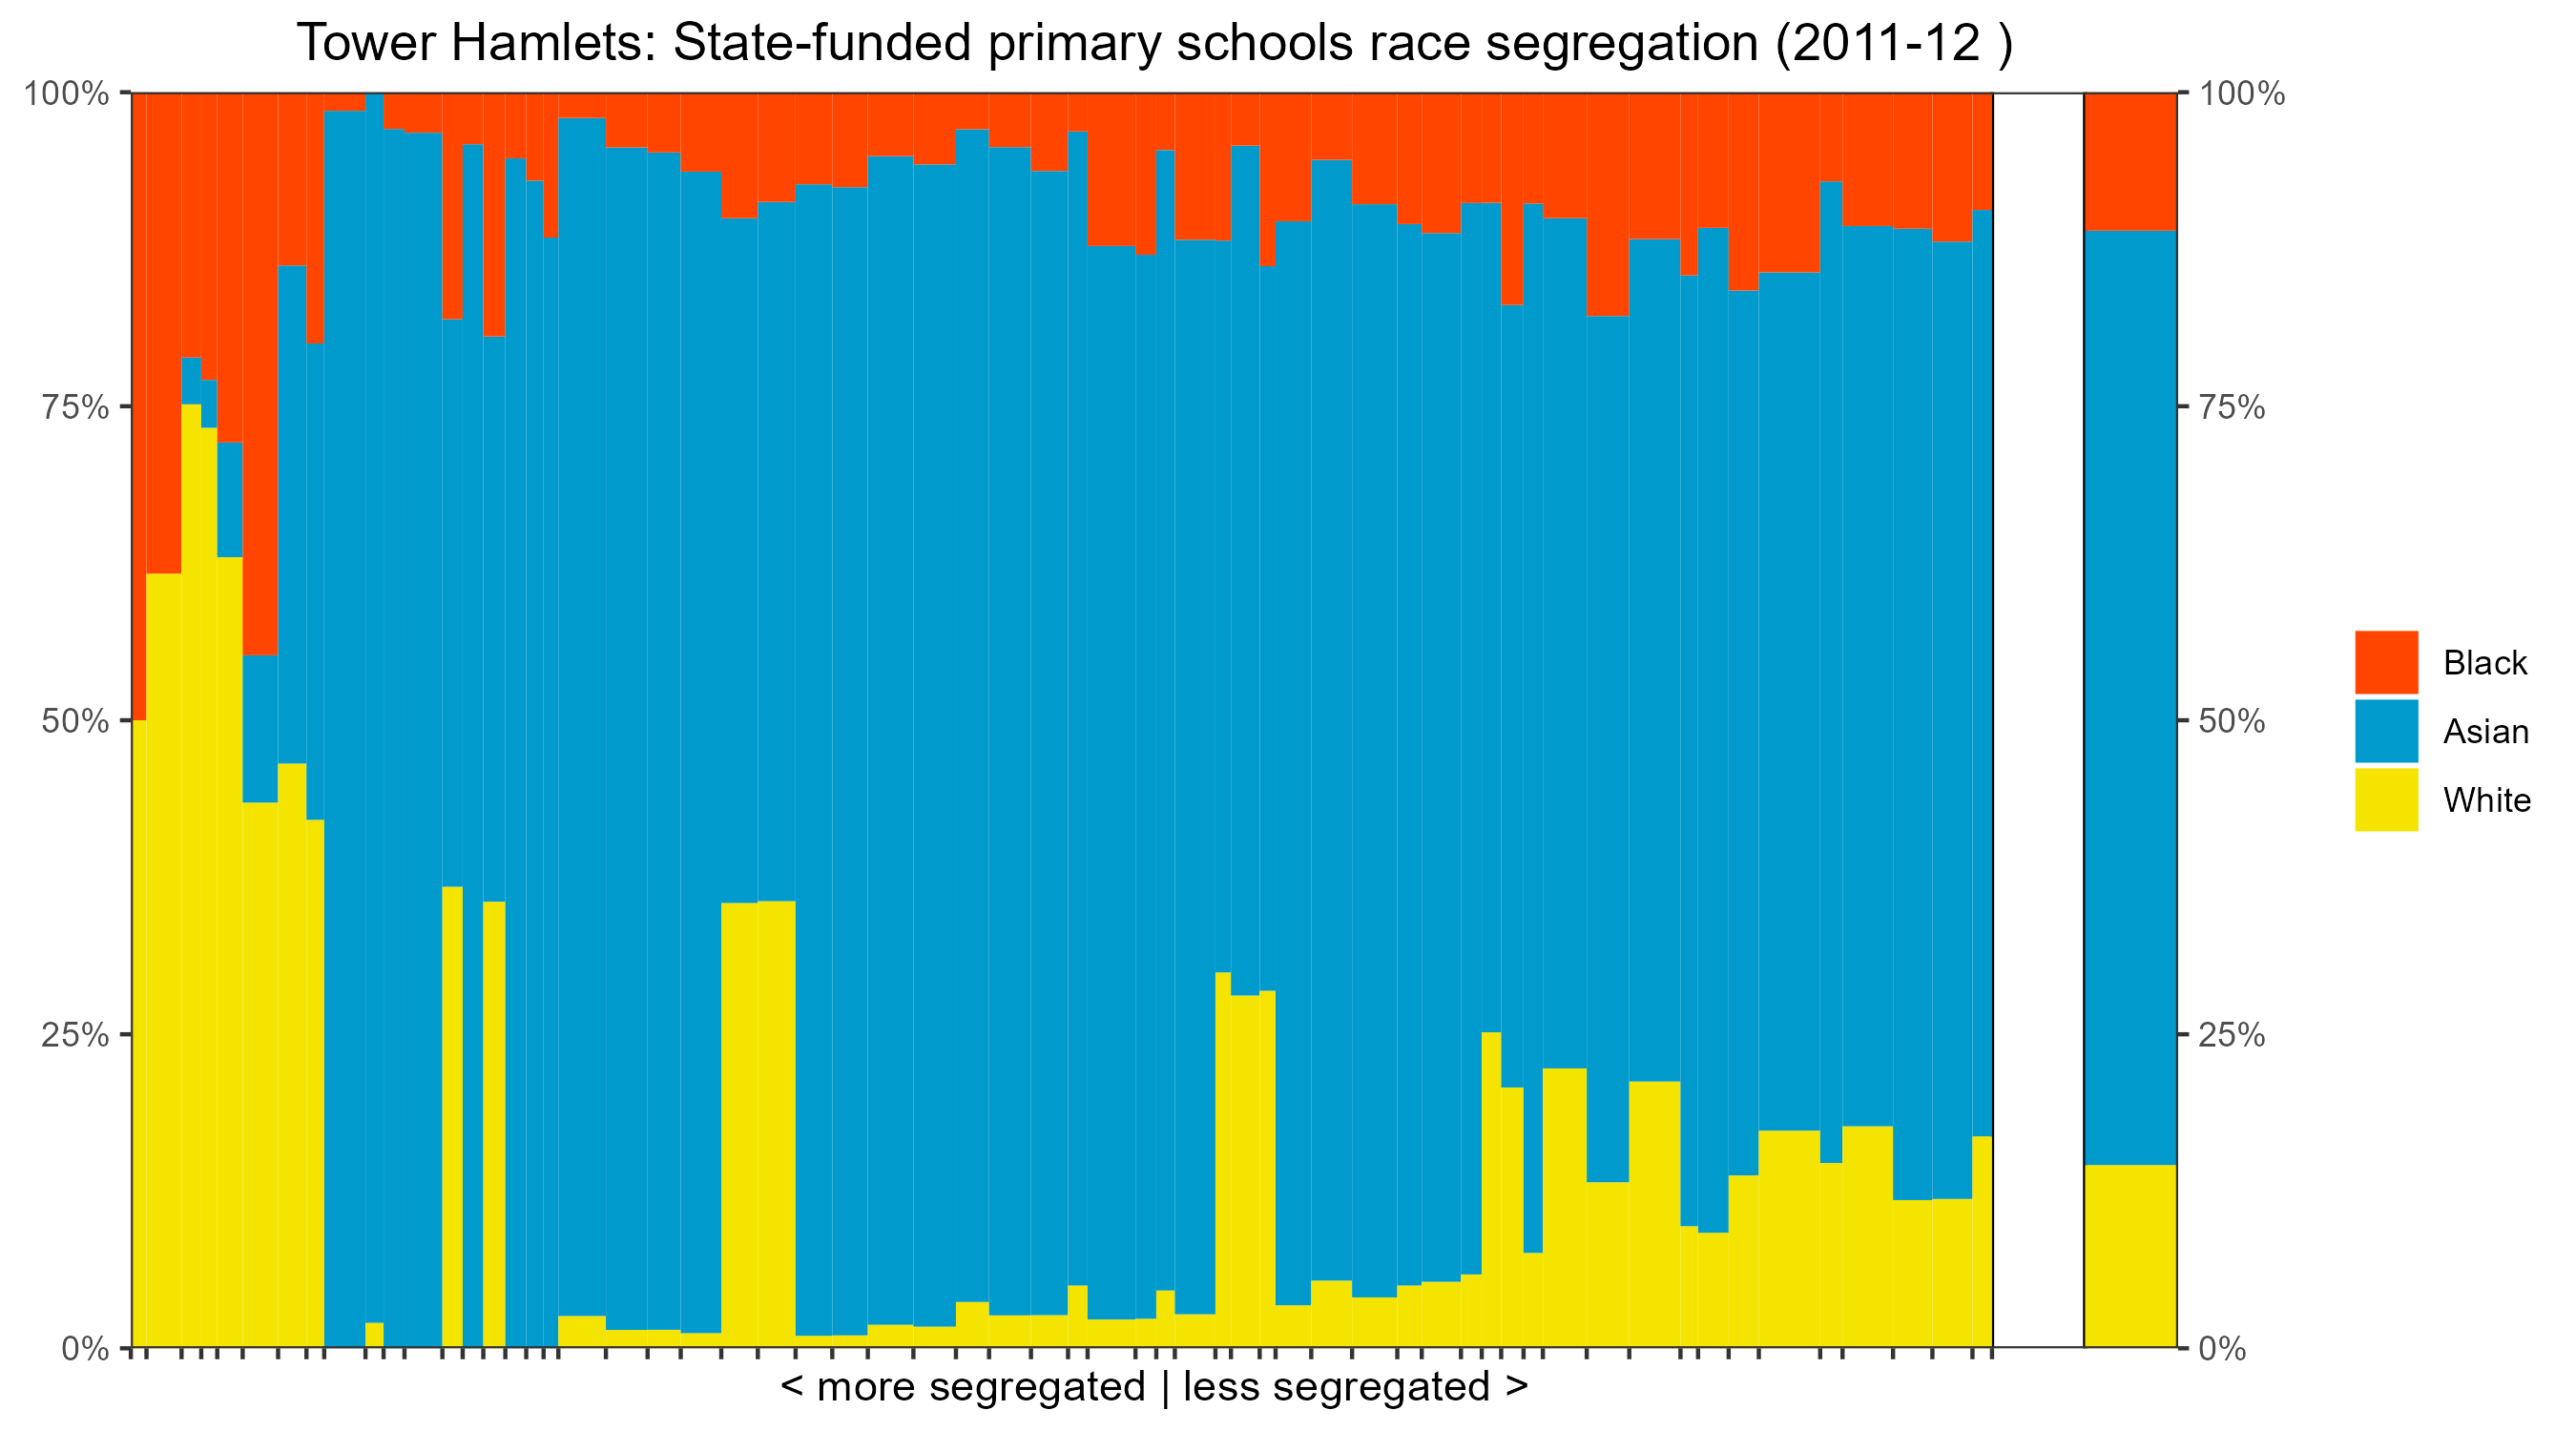 Tower Hamlets: State-funded primary schools race segregation (2011-12 )
100%
75%
50%
25%
0%
100%
75%
50%
25%
0%
Black
Asian
White
< more segregated | less segregated >